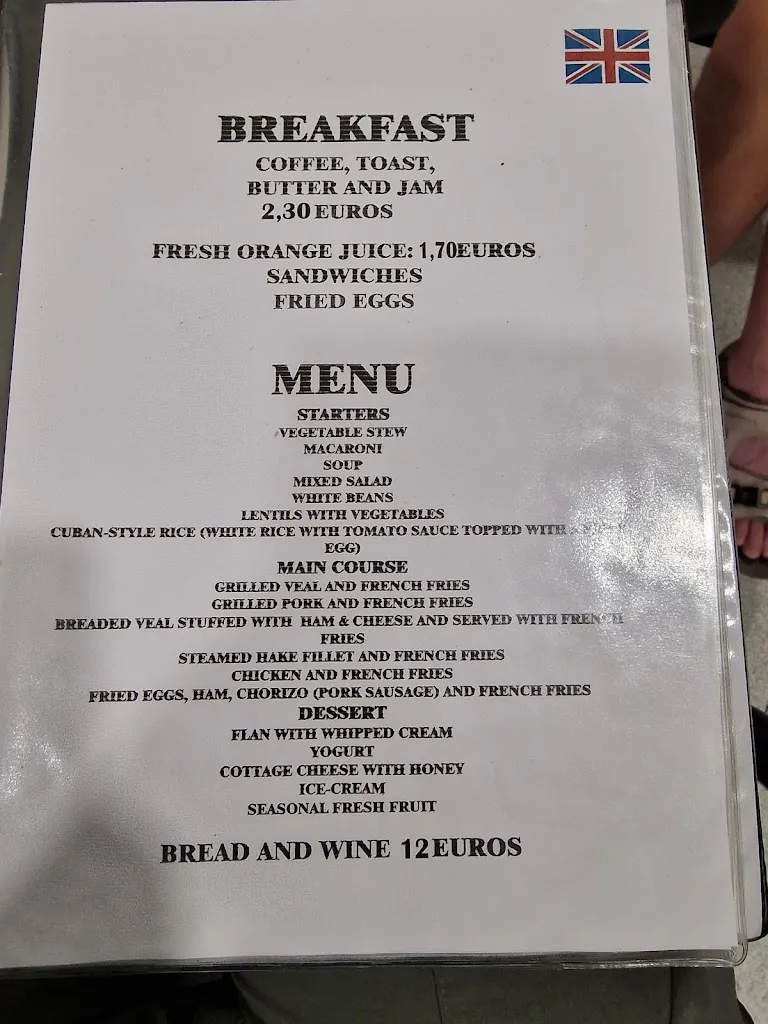 BREAKFAST
COFFEE, TOAST,
BUTTER AND JAM
2,30 EUROS
FRESH ORANGE JUICE: 1,70EUROS
SANDWICHES
FRIED EGGS
MENU
STARTERS
VEGETABLE STEW
MACARONI
SOUP
MIXED SALAD
WHITE BEANS
LENTILS WITH VEGETABLES
CUBAN-STYLE RICE (WHITE RICE WITH TOMATO SAUCE TOPPED WITH
EGG)
MAIN COURSE
GRILLED VEAL AND FRENCH FRIES
GRILLED PORK AND FRENCH FRIES
BREADED VEAL STUFFED WITH HAM & CHEESE AND SERVED WITH FRENCH
FRIES
STEAMED HAKE FILLET AND FRENCH FRIES
CHICKEN AND FRENCH FRIES
FRIED EGGS, HAM, CHORIZO (PORK SAUSAGE) AND FRENCH FRIES
DESSERT
FLAN WITH WHIPPED CREAM
YOGURT
COTTAGE CHEESE WITH HONEY
ICE-CREAM
SEASONAL FRESH FRUIT
BREAD AND WINE 12 EUROS